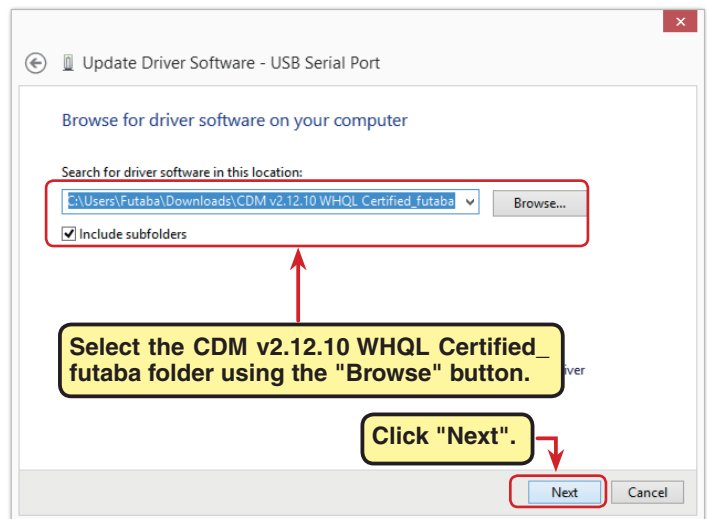 Update Driver Software - USB Serial Port
Browse for driver software on your computer
Search for driver software in this location:
C:\Users\Futaba\Downloads\CDM v2.12.10 WHQL Certified_futaba
Browse...
Include subfolders
Select the CDM v2.12.10 WHQL Certified_
futaba folder using the "Browse" button.
Click "Next".
Next
Cancel